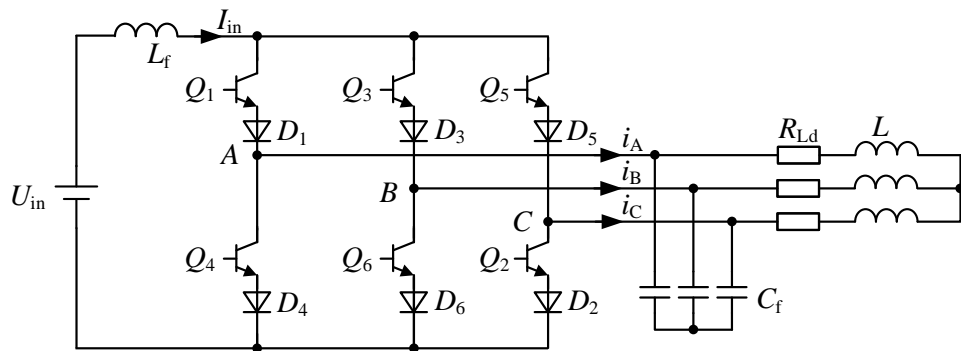 I_in
L_f
Q_1
Q_3
Q_5
D_1
D_3
D_5
i_A
R_Ld
L
A
B
i_B
U_in
C
i_C
Q_4
Q_6
Q_2
D_4
D_6
D_2
C_f